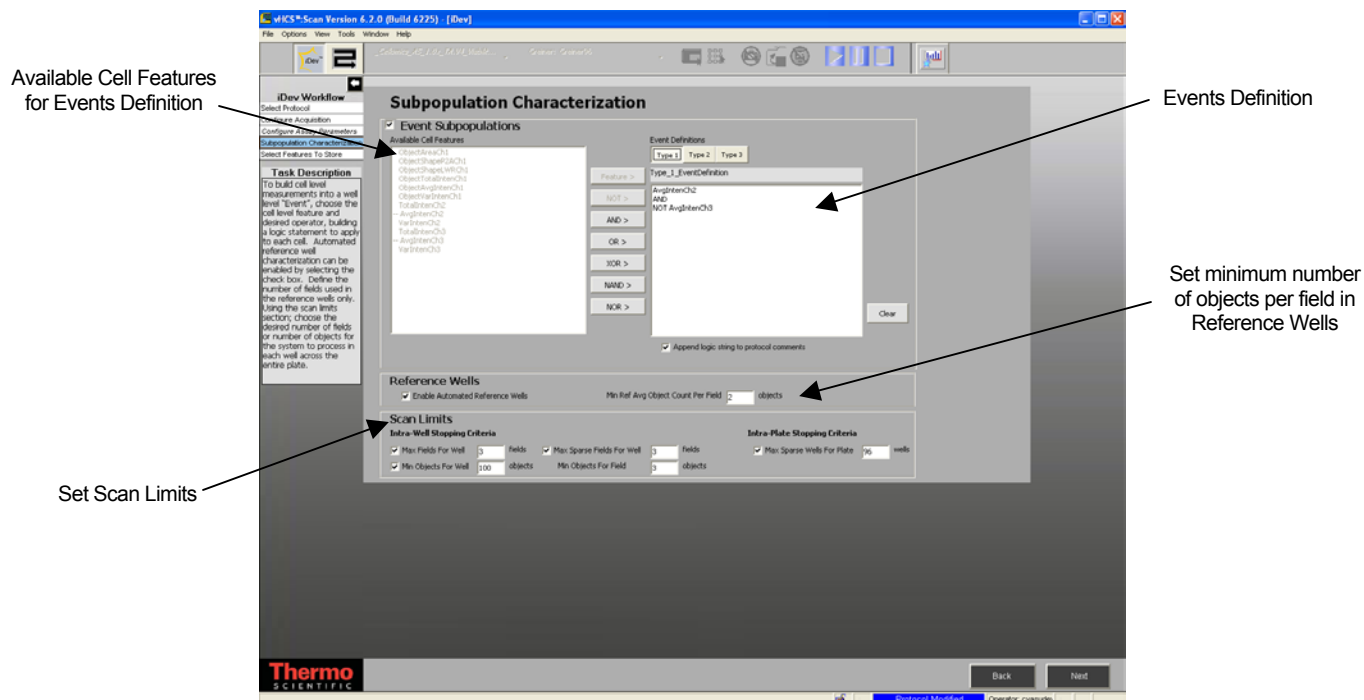 vHCS™:Scan Version 6.2.0 (Build 6225) - [iDev]
File Options View Tools Window Help
iDev™
Available Cell Features
for Events Definition
Events Definition
Set minimum number
of objects per field in
Reference Wells
Set Scan Limits
iDev Workflow
Select Protocol
Configure Acquisition
Configure Assay Parameters
Subpopulation Characterization
Select Features To Store
Task Description
To build cell level
measurements into a well
level "Event", choose the
cell level feature and
desired operator, building
a logic statement to apply
to each cell. Automated
reference well
characterization can be
enabled by selecting the
check box. Define the
number of fields used in
the reference wells only.
Using the scan limits
section; choose the
desired number of fields
or number of objects for
the system to process in
each well across the
entire plate.
Subpopulation Characterization
Event Subpopulations
Available Cell Features
ObjectAreaCh1
ObjectShapeP2ACh1
ObjectShapeLWRCh1
ObjectTotalIntenCh1
ObjectAvgIntenCh1
ObjectVarIntenCh1
TotalIntenCh2
AvgIntenCh2
VarIntenCh2
TotalIntenCh3
AvgIntenCh3
VarIntenCh3
Feature >
NOT >
AND >
OR >
XOR >
NAND >
NOR >
Event Definitions
Type 1 Type 2 Type 3
Type_1_EventDefinition
AvgIntenCh2
AND
NOT AvgIntenCh3
Clear
Append logic string to protocol comments
Reference Wells
Enable Automated Reference Wells Min Ref Avg Object Count Per Field 2 objects
Scan Limits
Intra-Well Stopping Criteria Intra-Plate Stopping Criteria
Max Fields For Well 3 fields Max Sparse Fields For Well 3 fields Max Sparse Wells For Plate 96 wells
Min Objects For Well 100 objects Min Objects For Field 3 objects
Thermo
SCIENTIFIC
Back Next
Protocol Modified Operator: